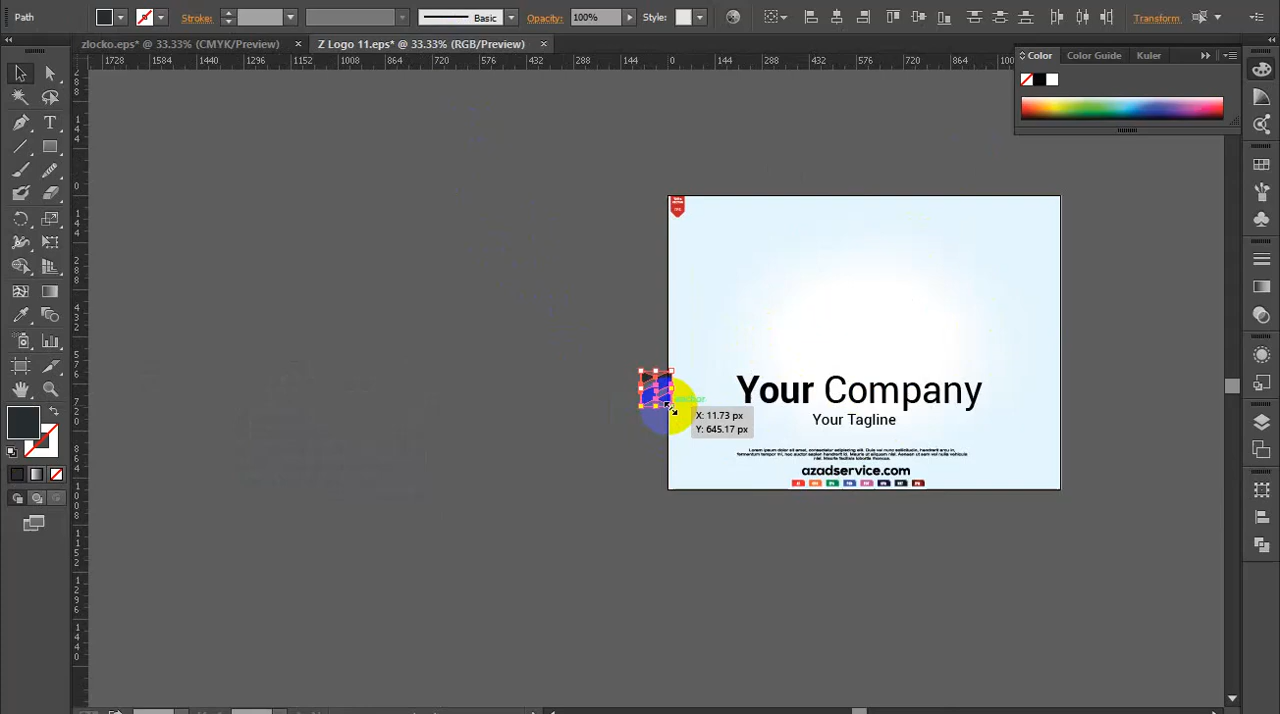 Path
Stroke:
Basic
Opacity:
100%
Style:
Transform
zlocko.eps* @ 33.33% (CMYK/Preview)
Z Logo 11.eps* @ 33.33% (RGB/Preview)
1728 1584 1440 1296 1152 1008 864 720 576 432 288 144 0 144 288 432 576 720 864
Color
Color Guide
Kuler
Your Company
Your Tagline
anchor
X: 11.73 px
Y: 645.17 px
azadservice.com